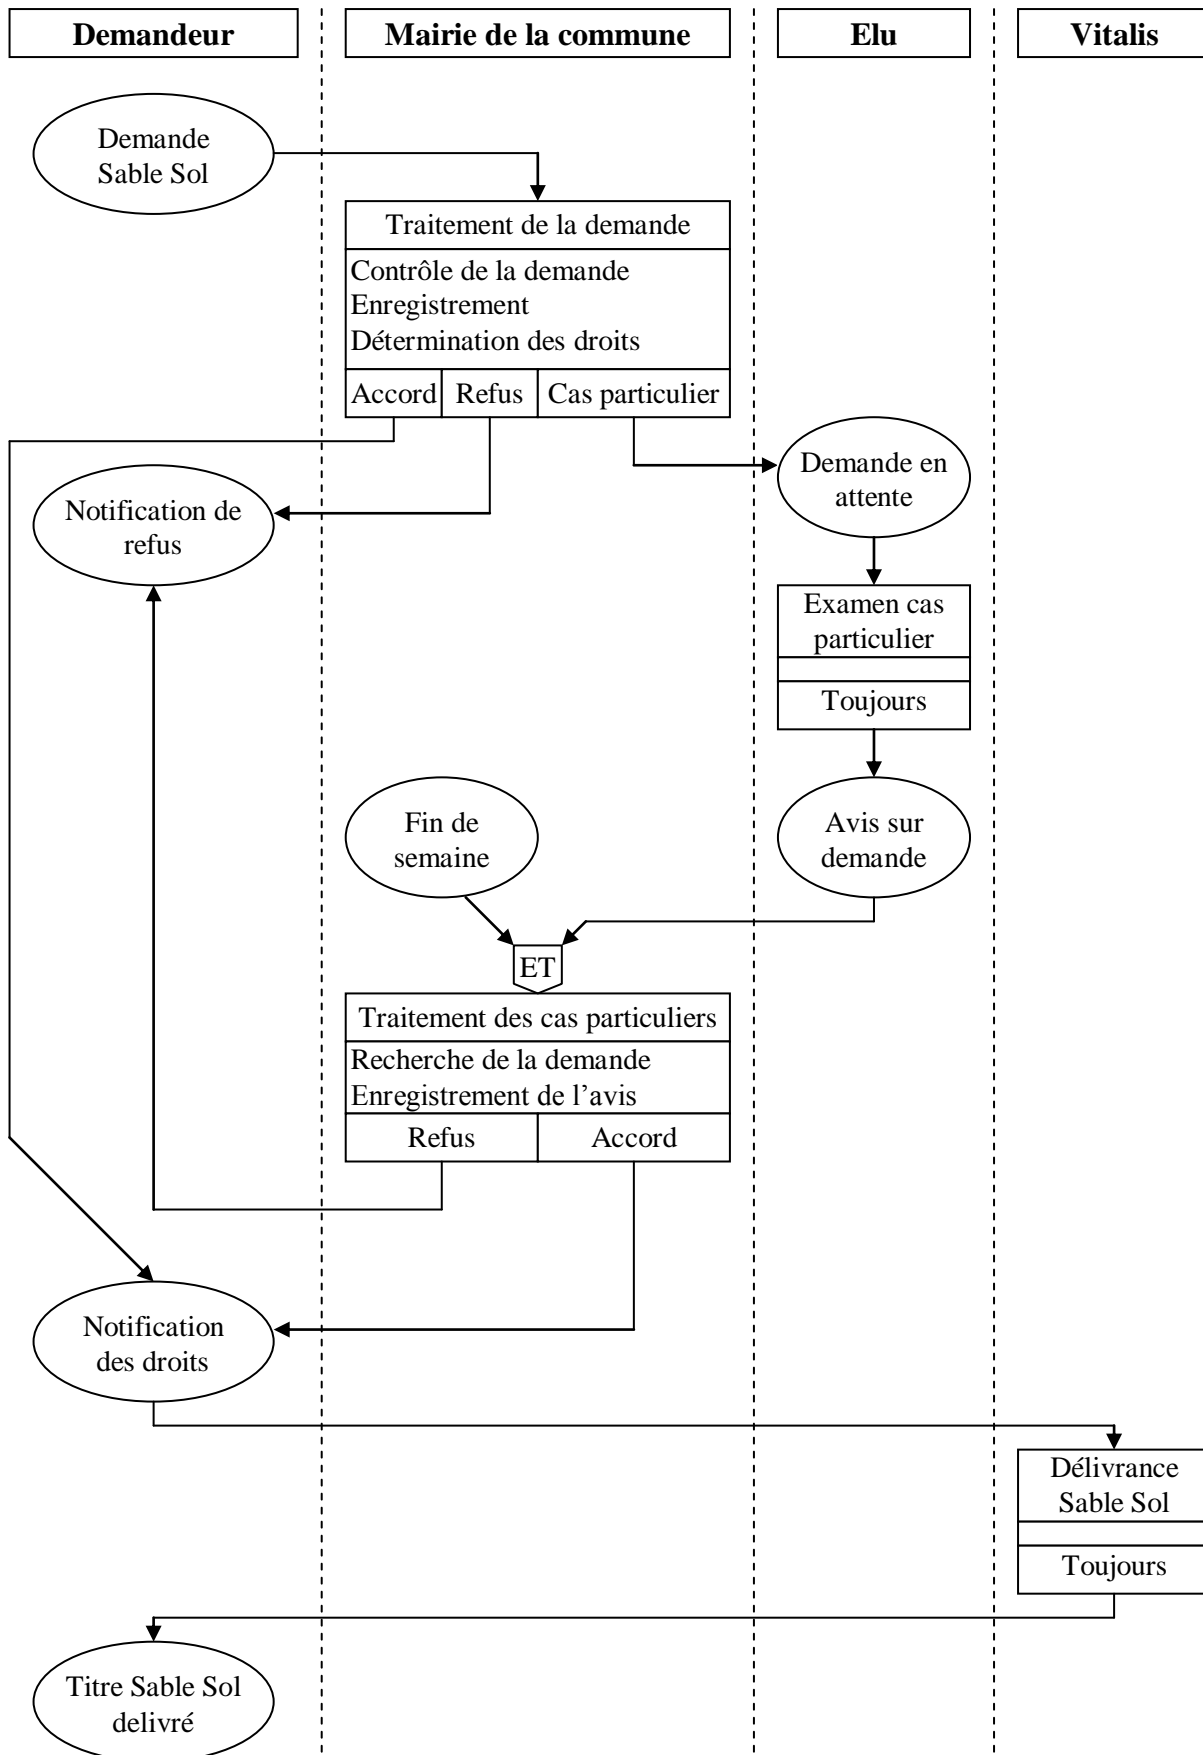 Demandeur
Mairie de la commune
Elu
Vitalis
Demande
Sable Sol
Traitement de la demande
Contrôle de la demande
Enregistrement
Détermination des droits
Accord
Refus
Cas particulier
Demande en
attente
Notification de
refus
Examen cas
particulier
Toujours
Fin de
semaine
Avis sur
demande
ET
Traitement des cas particuliers
Recherche de la demande
Enregistrement de l’avis
Refus
Accord
Notification
des droits
Délivrance
Sable Sol
Toujours
Titre Sable Sol
delivré